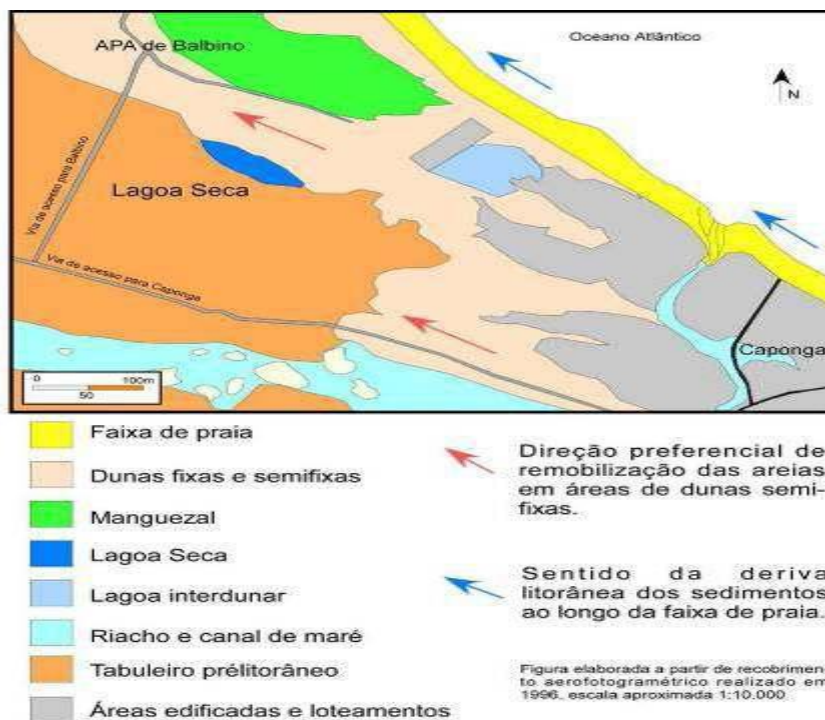 APA de Balbino
Oceano Atlântico
N
Lagoa Seca
Via de acesso para Balbino
Via de acesso para Caponga
Caponga
0 100m
50
Faixa de praia
Dunas fixas e semifixas
Manguezal
Lagoa Seca
Lagoa interdunar
Riacho e canal de maré
Tabuleiro prélitorâneo
Áreas edificadas e loteamentos
Direção preferencial de
remobilização das areias
em áreas de dunas semi-
fixas.
Sentido da deriva
litorânea dos sedimentos
ao longo da faixa de praia.
Figura elaborada a partir de recobrimen-
to aerofotogramétrico realizado em
1996, escala aproximada 1:10.000